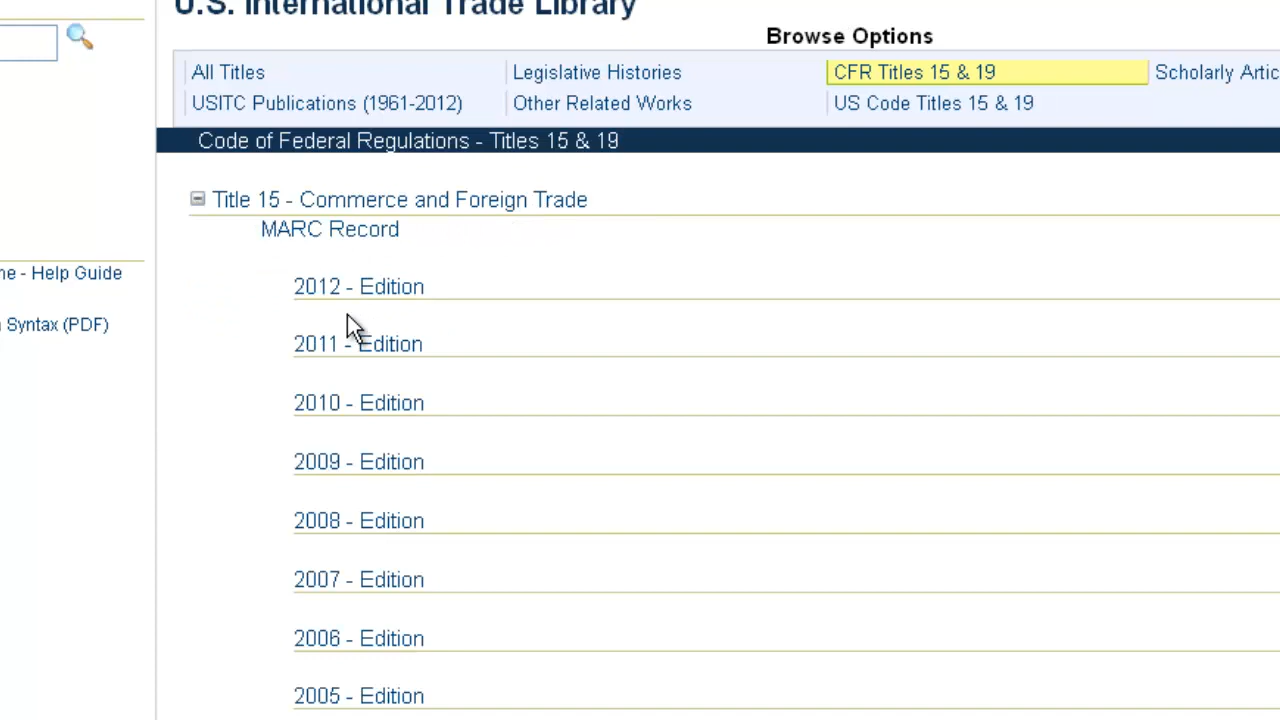 U.S. International Trade Library
Browse Options
All Titles
Legislative Histories
CFR Titles 15 & 19
Scholarly
USITC Publications (1961-2012)
Other Related Works
US Code Titles 15 & 19
Code of Federal Regulations - Titles 15 & 19
Title 15 - Commerce and Foreign Trade
MARC Record
- Help Guide
Syntax (PDF)
2012 - Edition
2011 - Edition
2010 - Edition
2009 - Edition
2008 - Edition
2007 - Edition
2006 - Edition
2005 - Edition